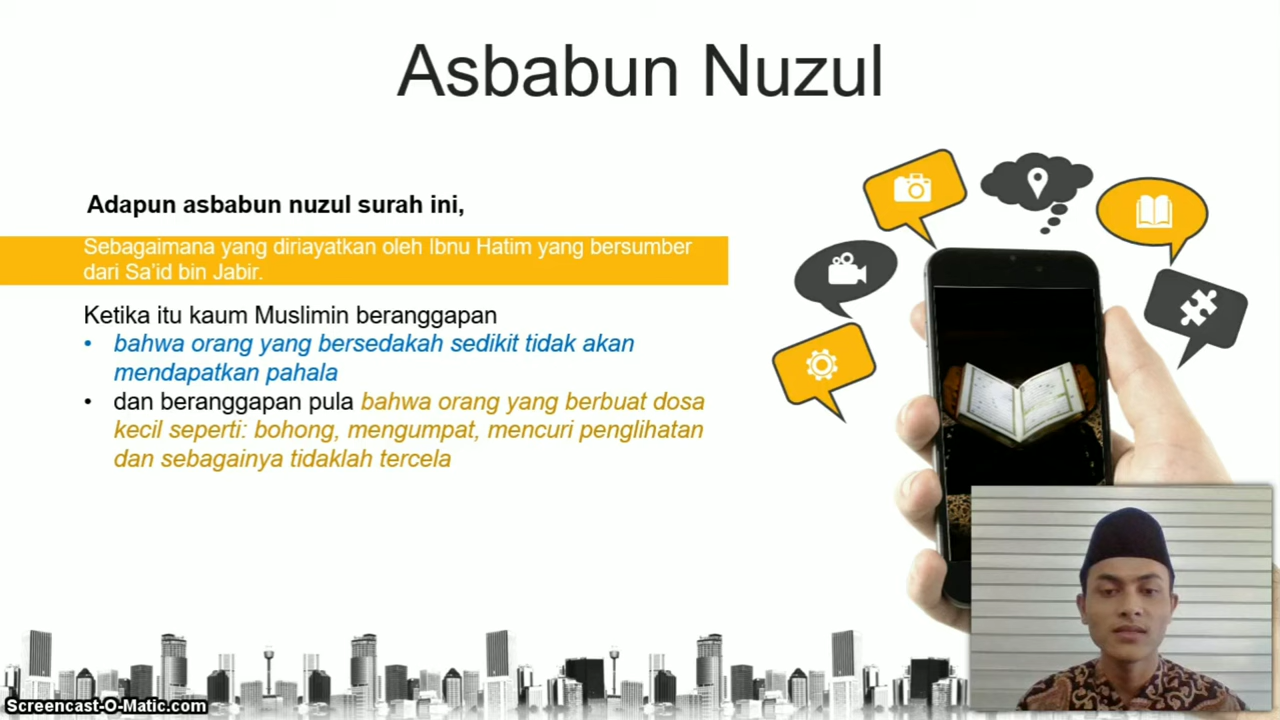 Asbabun Nuzul
Adapun asbabun nuzul surah ini,
Sebagaimana yang diriayatkan oleh Ibnu Hatim yang bersumber
dari Sa'id bin Jabir.
Ketika itu kaum Muslimin beranggapan
• bahwa orang yang bersedakah sedikit tidak akan
mendapatkan pahala
• dan beranggapan pula bahwa orang yang berbuat dosa
kecil seperti: bohong, mengumpat, mencuri penglihatan
dan sebagainya tidaklah tercela
Screencast-O-Matic.com